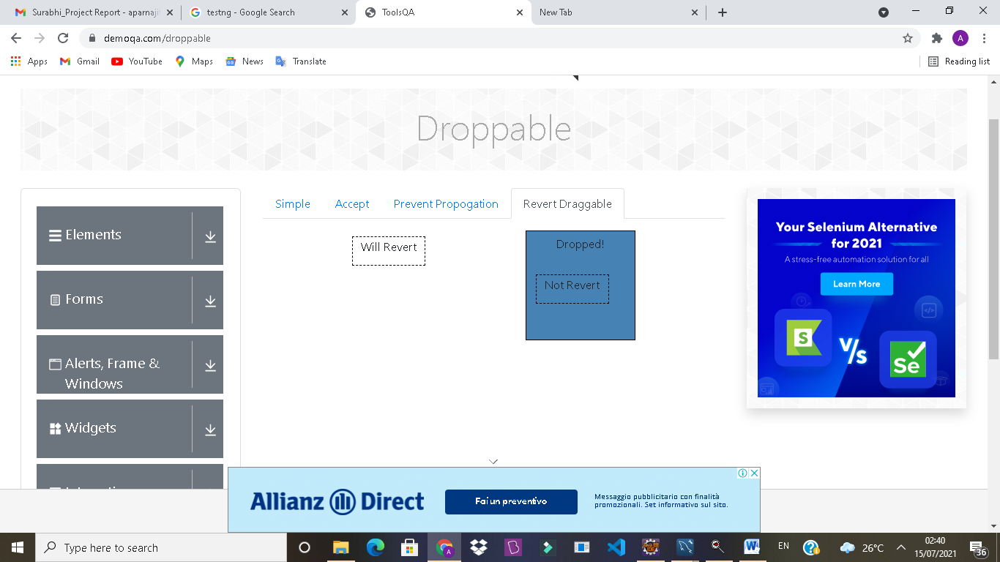 Surabhi_Project Report - aparnajit
testng - Google Search
ToolsQA
New Tab
demoqa.com/droppable
A
Apps
Gmail
YouTube
Maps
News
Translate
Reading list
Droppable
Elements
Forms
Alerts, Frame &
Windows
Widgets
Simple
Accept
Prevent Propogation
Revert Draggable
Will Revert
Dropped!
Not Revert
Your Selenium Alternative
for 2021
A stress-free automation solution for all
Learn More
S
V/s
Se
Allianz Direct
Fai un preventivo
Messaggio pubblicitario con finalità
promozionali. Set informativo sul sito.
Type here to search
EN
26°C
02:40
15/07/2021
36